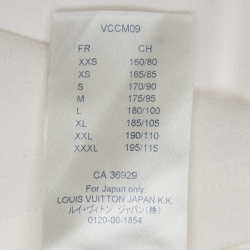 VCCM09
FR CH
XXS 160/80
XS 165/85
S 170/90
M 175/95
L 180/100
XL 185/105
XXL 190/110
XXXL 195/115
CA 36929
For Japan only:
LOUIS VUITTON JAPAN K.K.
ルイ・ヴィトン ジャパン(株)
0120-00-1854